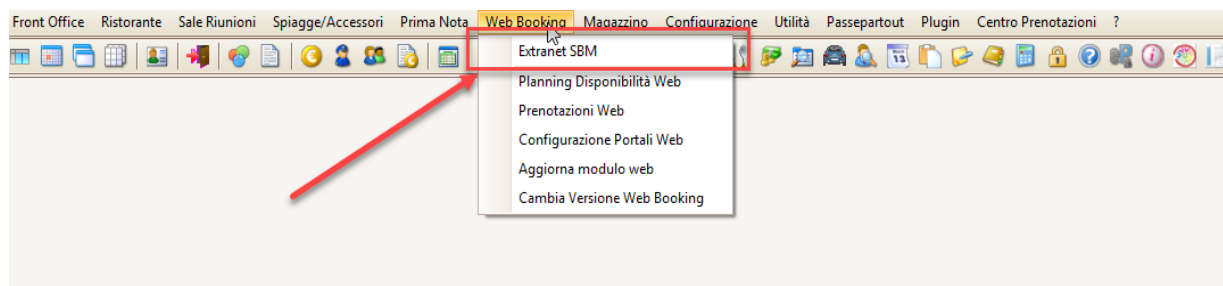 Front Office Ristorante Sale Riunioni Spiagge/Accessori Prima Nota Web Booking Magazzino Configurazione Utilità Passepartout Plugin Centro Prenotazioni ?
Extranet SBM
Planning Disponibilità Web
Prenotazioni Web
Configurazione Portali Web
Aggiorna modulo web
Cambia Versione Web Booking